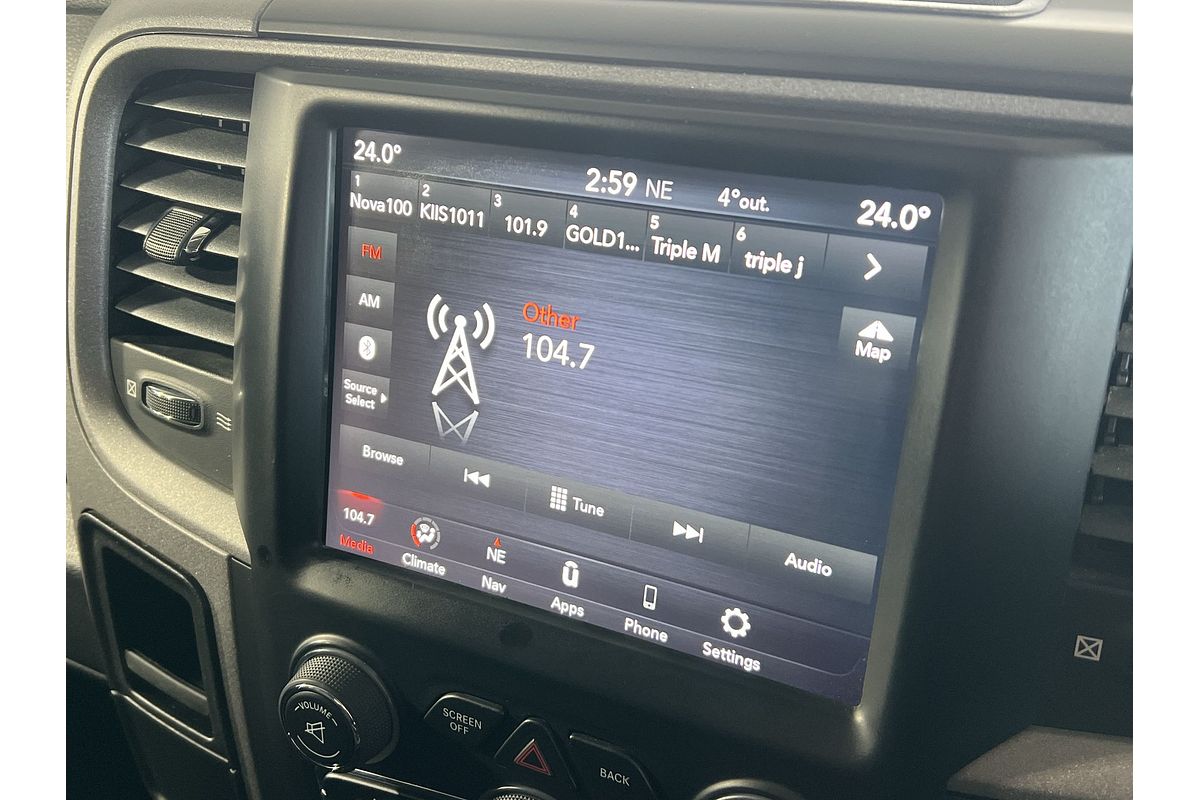 24.0°
2:59 NE
4°out.
24.0°
1 Nova100
2 KIIS1011
3 101.9
4 GOLD1...
5 Triple M
6 triple j
FM
AM
Source
Select
Other
104.7
Map
Browse
Tune
Audio
104.7
Media
Climate
NE
Nav
Apps
Phone
Settings
VOLUME
SCREEN
OFF
BACK